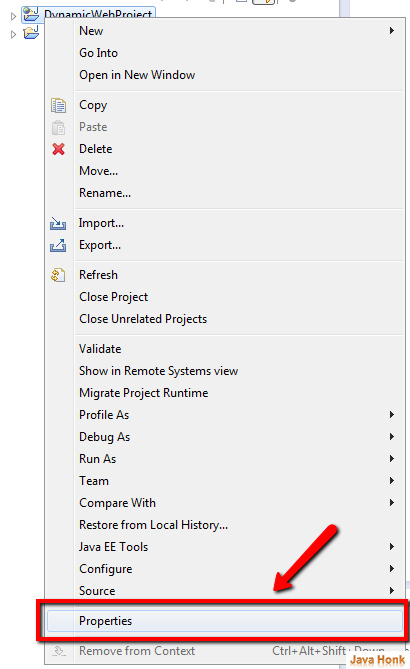 DynamicWebProject
New
Go Into
Open in New Window
Copy
Paste
Delete
Move...
Rename...
Import...
Export...
Refresh
Close Project
Close Unrelated Projects
Validate
Show in Remote Systems view
Migrate Project Runtime
Profile As
Debug As
Run As
Team
Compare With
Restore from Local History...
Java EE Tools
Configure
Source
Properties
Remove from Context Ctrl+Alt+Shift+Down
Java Honk